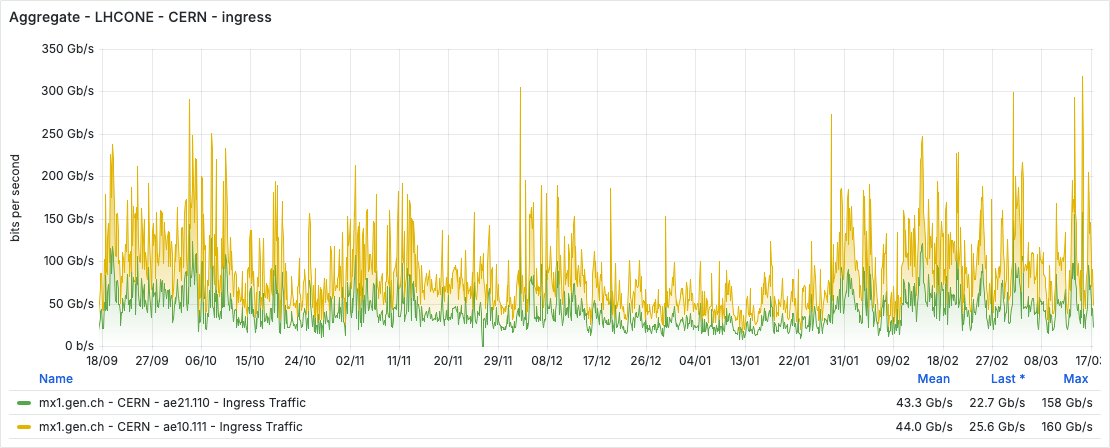 Aggregate - LHCONE - CERN - ingress
350 Gb/s
300 Gb/s
250 Gb/s
200 Gb/s
150 Gb/s
100 Gb/s
50 Gb/s
0 b/s
bits per second
18/09 27/09 06/10 15/10 24/10 02/11 11/11 20/11 29/11 08/12 17/12 26/12 04/01 13/01 22/01 31/01 09/02 18/02 27/02 08/03 17/03
Name Mean Last * Max
mx1.gen.ch - CERN - ae21.110 - Ingress Traffic 43.3 Gb/s 22.7 Gb/s 158 Gb/s
mx1.gen.ch - CERN - ae10.111 - Ingress Traffic 44.0 Gb/s 25.6 Gb/s 160 Gb/s